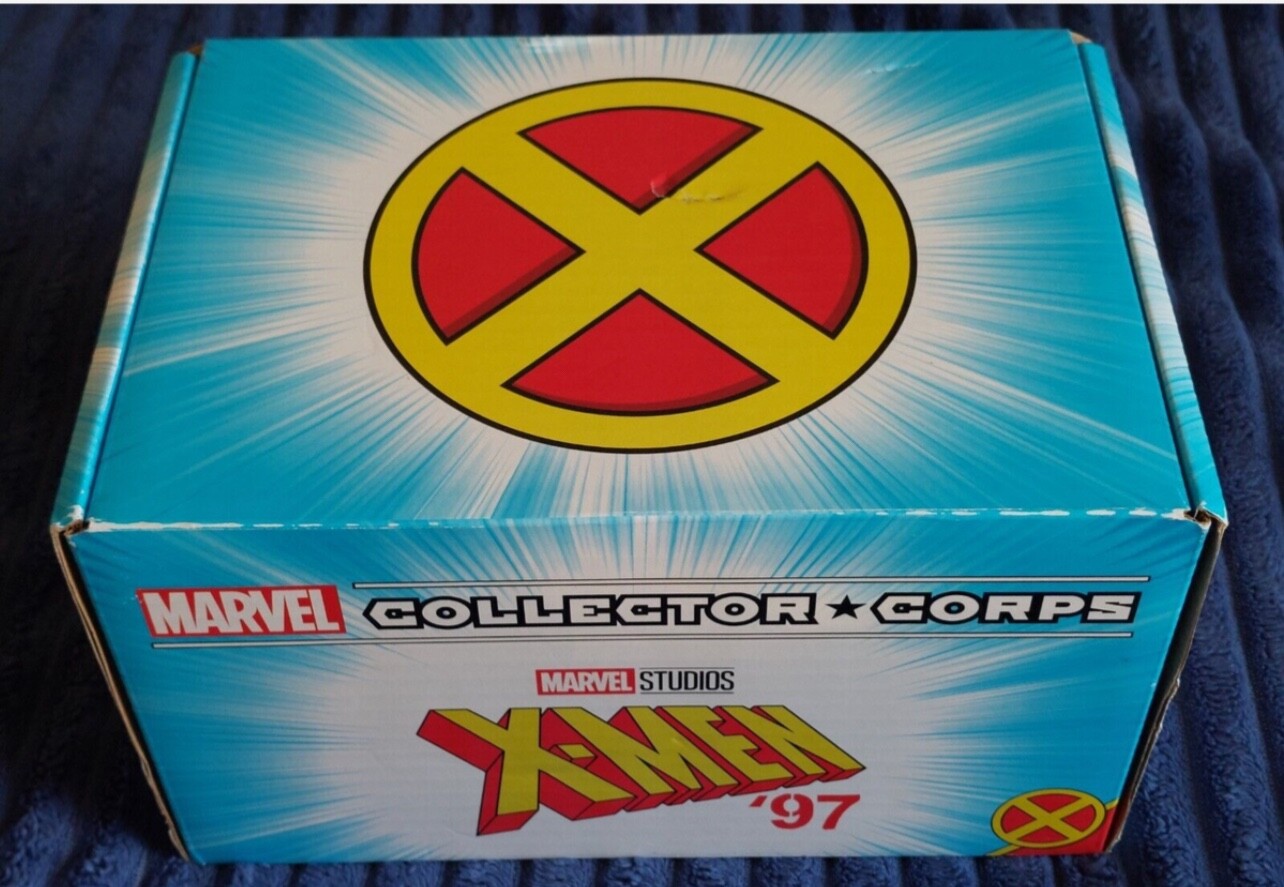 MARVEL COLLECTOR★CORPS
MARVEL STUDIOS
X-MEN
'97